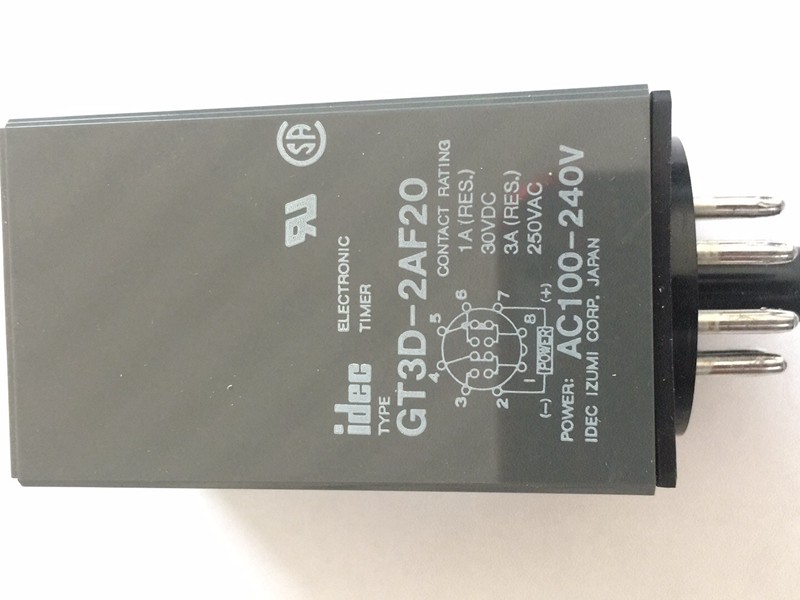 SA
idec ELECTRONIC
TYPE TIMER
GT3D-2AF20
CONTACT RATING
1A (RES.)
30VDC
3A (RES.)
250VAC
4 5
3 6
2 7
1 8
POWER
(-) (+)
POWER: AC100-240V
IDEC IZUMI CORP. JAPAN